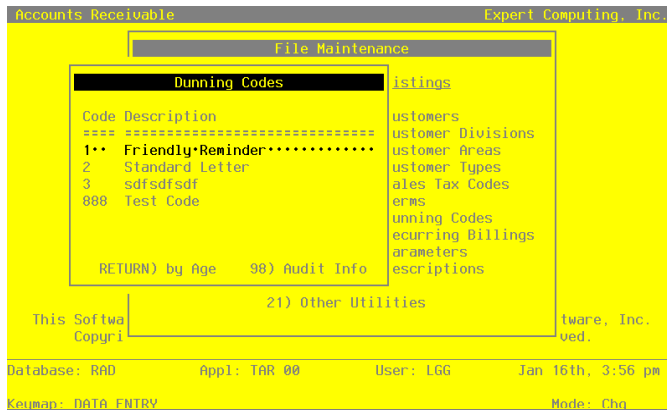 Accounts Receivable Expert Computing, Inc.
File Maintenance
Dunning Codes
istings
Code Description
ustomers
==== ==============================
ustomer Divisions
1•• Friendly•Reminder•••••••••••••
ustomer Areas
2 Standard Letter
ustomer Types
3 sdfsdfsdf
ales Tax Codes
888 Test Code
erms
unning Codes
ecurring Billings
arameters
RETURN) by Age 98) Audit Info
escriptions
21) Other Utilities
This Softwa tware, Inc.
Copyri ved.
Database: RAD Appl: TAR 00 User: LGG Jan 16th, 3:56 pm
Keymap: DATA ENTRY Mode: Chg